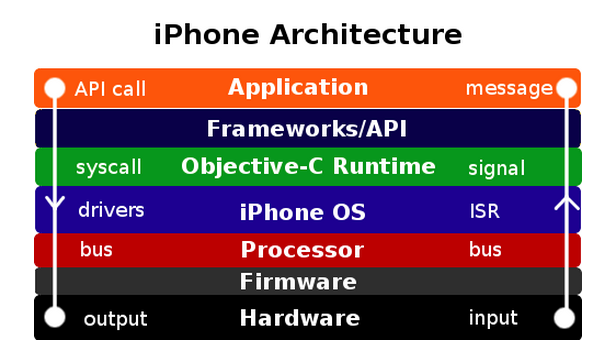 iPhone Architecture
API call Application message
Frameworks/API
syscall Objective-C Runtime signal
drivers iPhone OS ISR
bus Processor bus
Firmware
output Hardware input